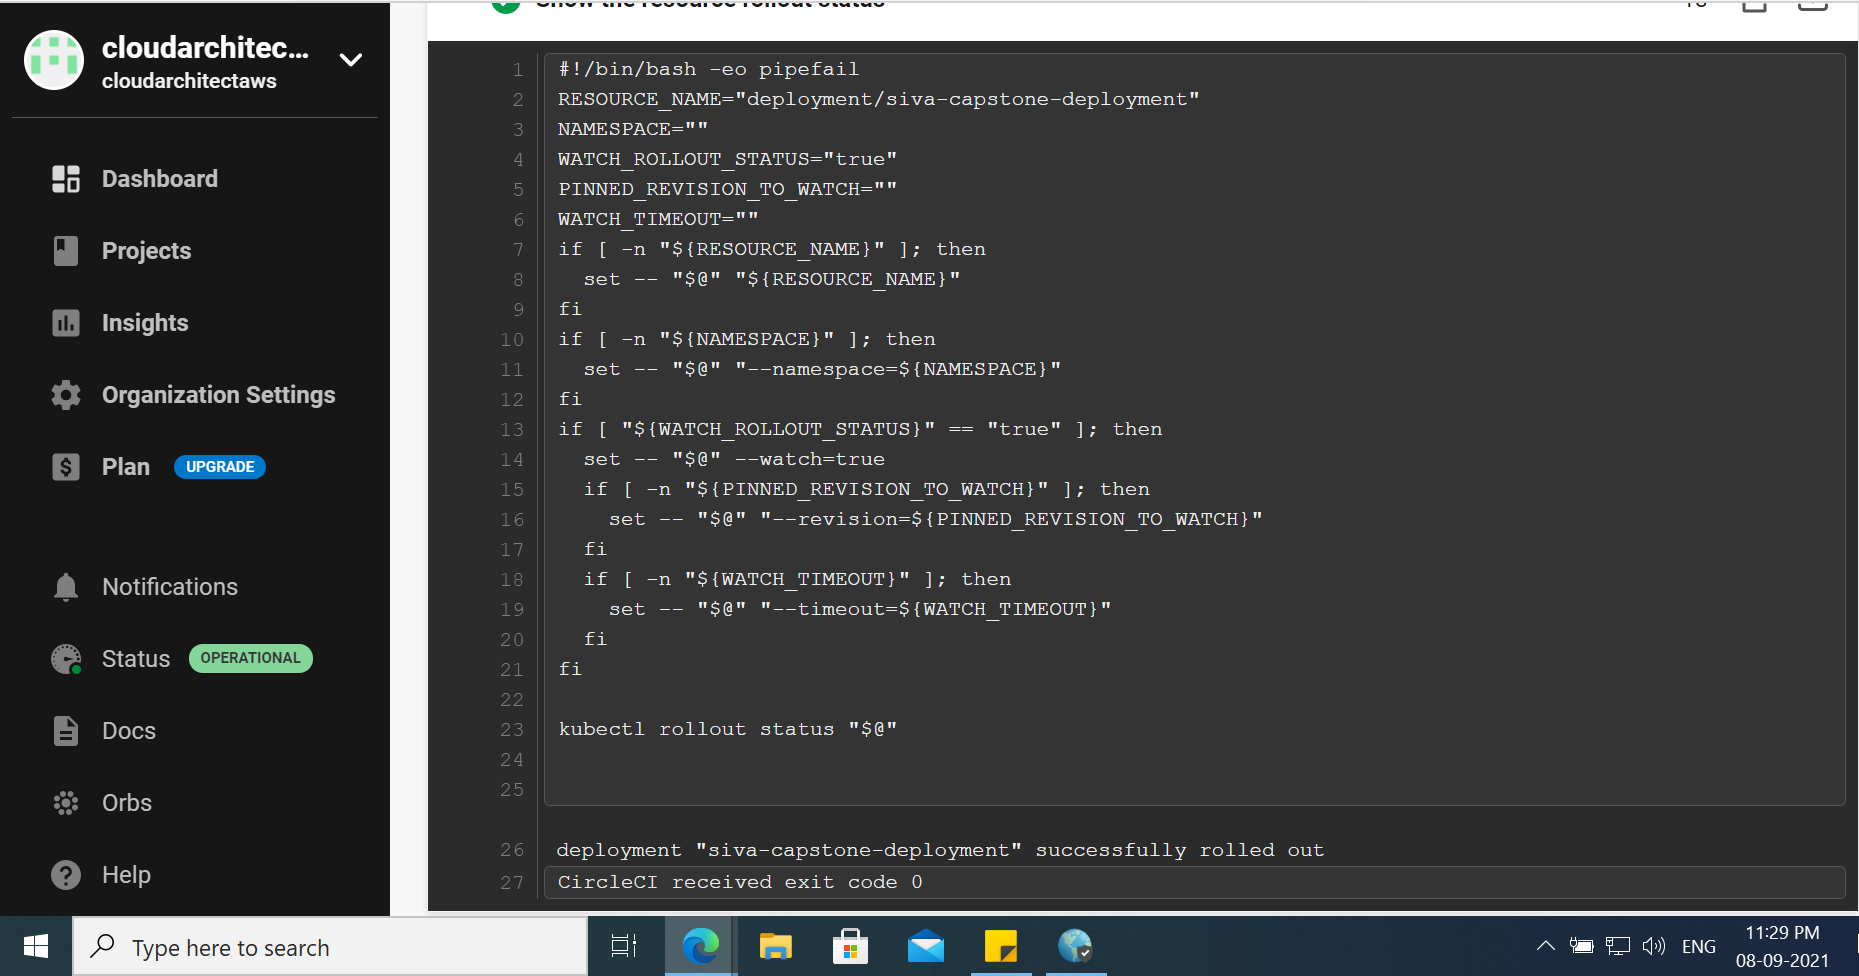 cloudarchitec...
cloudarchitectaws
Dashboard
Projects
Insights
Organization Settings
Plan UPGRADE
Notifications
Status OPERATIONAL
Docs
Orbs
Help
Show the resource rollout status
1 #!/bin/bash -eo pipefail
2 RESOURCE_NAME="deployment/siva-capstone-deployment"
3 NAMESPACE=""
4 WATCH_ROLLOUT_STATUS="true"
5 PINNED_REVISION_TO_WATCH=""
6 WATCH_TIMEOUT=""
7 if [ -n "${RESOURCE_NAME}" ]; then
8   set -- "$@" "${RESOURCE_NAME}"
9 fi
10 if [ -n "${NAMESPACE}" ]; then
11   set -- "$@" "--namespace=${NAMESPACE}"
12 fi
13 if [ "${WATCH_ROLLOUT_STATUS}" == "true" ]; then
14   set -- "$@" --watch=true
15   if [ -n "${PINNED_REVISION_TO_WATCH}" ]; then
16     set -- "$@" "--revision=${PINNED_REVISION_TO_WATCH}"
17   fi
18   if [ -n "${WATCH_TIMEOUT}" ]; then
19     set -- "$@" "--timeout=${WATCH_TIMEOUT}"
20   fi
21 fi
22
23 kubectl rollout status "$@"
24
25
26 deployment "siva-capstone-deployment" successfully rolled out
27 CircleCI received exit code 0
Type here to search
ENG
11:29 PM
08-09-2021